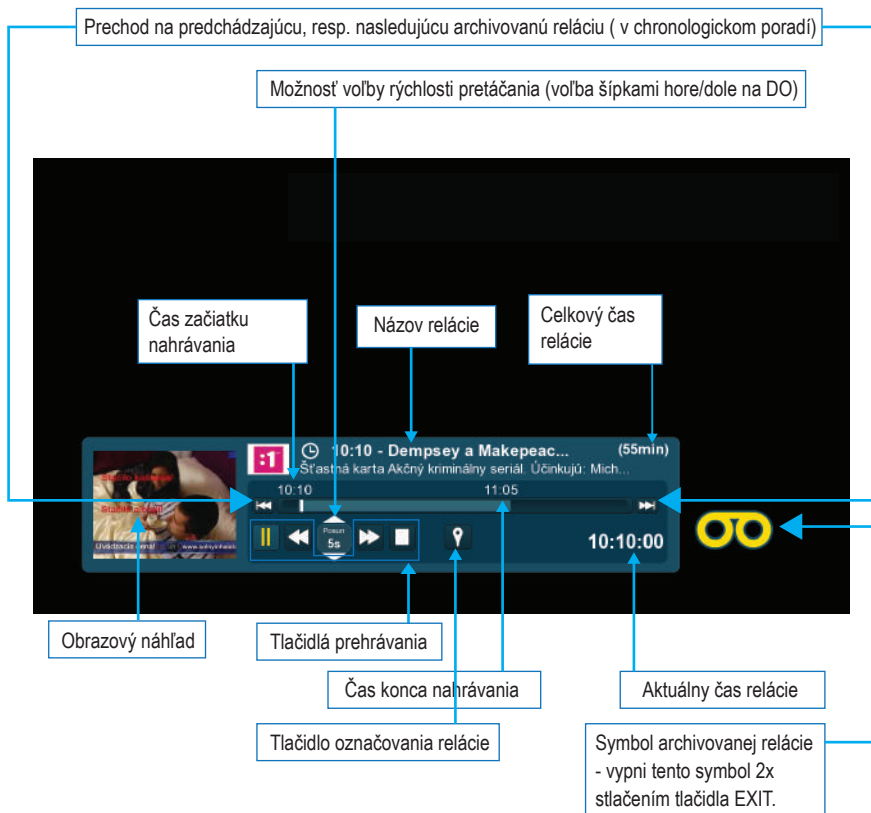 Prechod na predchádzajúcu, resp. nasledujúcu archivovanú reláciu ( v chronologickom poradí)
Možnosť voľby rýchlosti pretáčania (voľba šípkami hore/dole na DO)
Čas začiatku
nahrávania
Názov relácie
Celkový čas
relácie
:1
10:10 - Dempsey a Makepeac...
(55min)
Šťastná karta Akčný kriminálny seriál. Účinkujú: Mich...
10:10
11:05
Posun
5s
10:10:00
Obrazový náhľad
Tlačidlá prehrávania
Čas konca nahrávania
Aktuálny čas relácie
Tlačidlo označovania relácie
Symbol archivovanej relácie
- vypni tento symbol 2x
stlačením tlačidla EXIT.